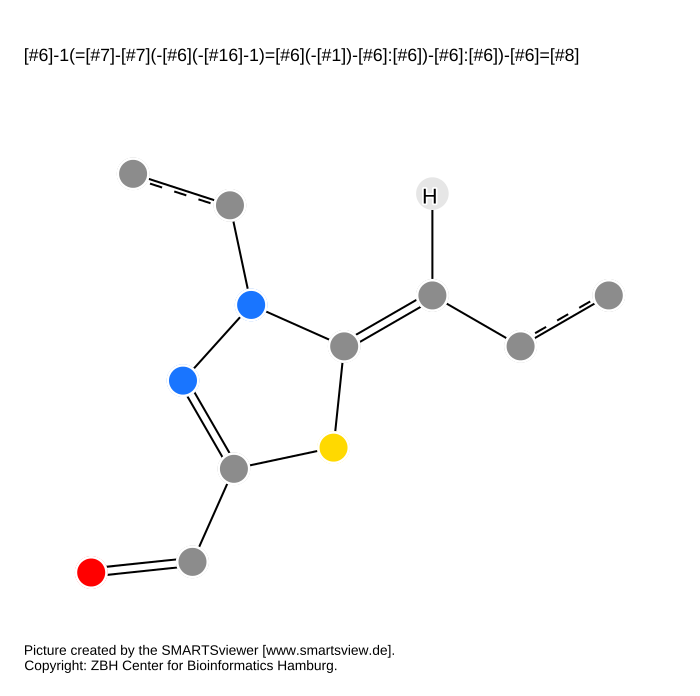 [#6]-1(=[#7]-[#7](-[#6](-[#16]-1)=[#6](-[#1])-[#6]:[#6])-[#6]:[#6])-[#6]=[#8]
H
Picture created by the SMARTSviewer [www.smartsview.de].
Copyright: ZBH Center for Bioinformatics Hamburg.